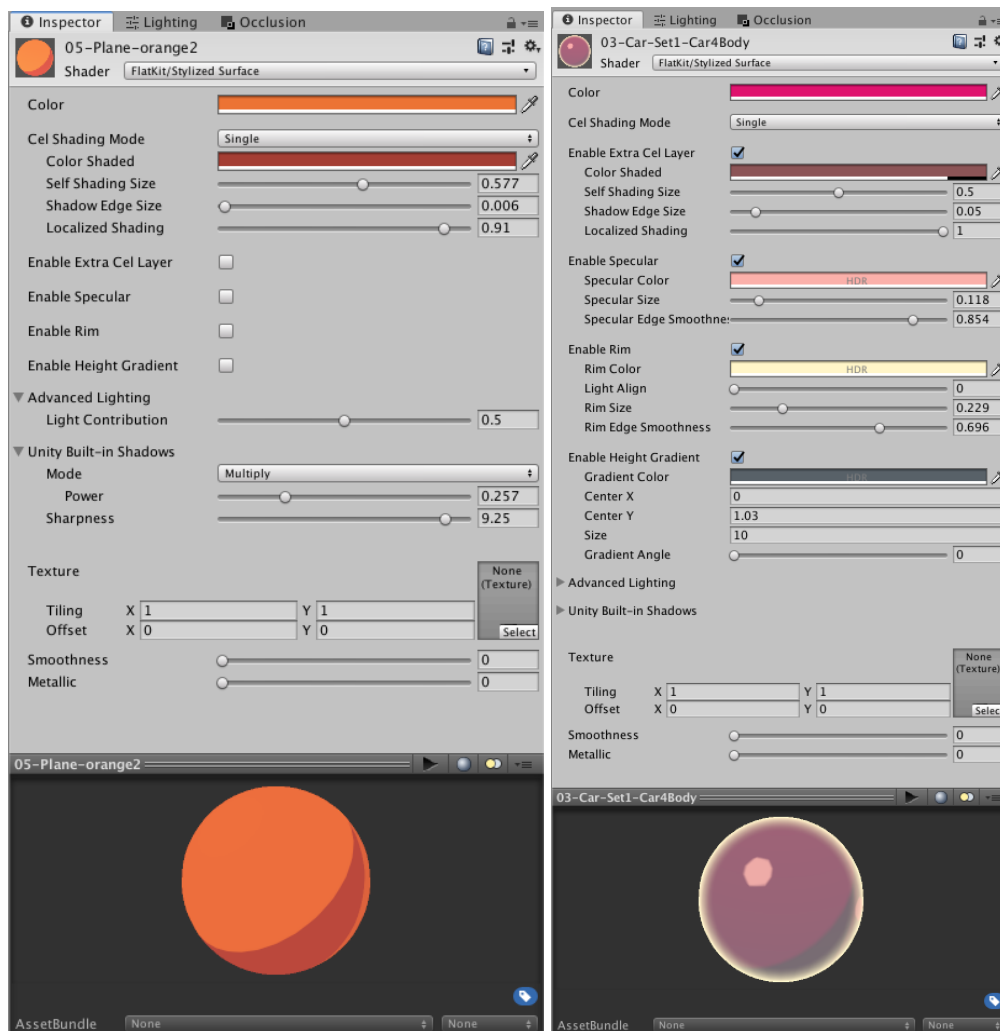 Inspector
Lighting
Occlusion
05-Plane-orange2
Shader
FlatKit/Stylized Surface
Color
Cel Shading Mode
Single
Color Shaded
Self Shading Size
0.577
Shadow Edge Size
0.006
Localized Shading
0.91
Enable Extra Cel Layer
Enable Specular
Enable Rim
Enable Height Gradient
Advanced Lighting
Light Contribution
0.5
Unity Built-in Shadows
Mode
Multiply
Power
0.257
Sharpness
9.25
Texture
None
(Texture)
Tiling X 1 Y 1
Offset X 0 Y 0
Select
Smoothness
0
Metallic
0
05-Plane-orange2
AssetBundle
None
None
Inspector
Lighting
Occlusion
03-Car-Set1-Car4Body
Shader
FlatKit/Stylized Surface
Color
Cel Shading Mode
Single
Enable Extra Cel Layer
Color Shaded
Self Shading Size
0.5
Shadow Edge Size
0.05
Localized Shading
1
Enable Specular
Specular Color
HDR
Specular Size
0.118
Specular Edge Smoothne
0.854
Enable Rim
Rim Color
HDR
Light Align
0
Rim Size
0.229
Rim Edge Smoothness
0.696
Enable Height Gradient
Gradient Color
HDR
Center X
0
Center Y
1.03
Size
10
Gradient Angle
0
Advanced Lighting
Unity Built-in Shadows
Texture
None
(Texture)
Tiling X 1 Y 1
Offset X 0 Y 0
Selec
Smoothness
0
Metallic
0
03-Car-Set1-Car4Body
AssetBundle
None
None